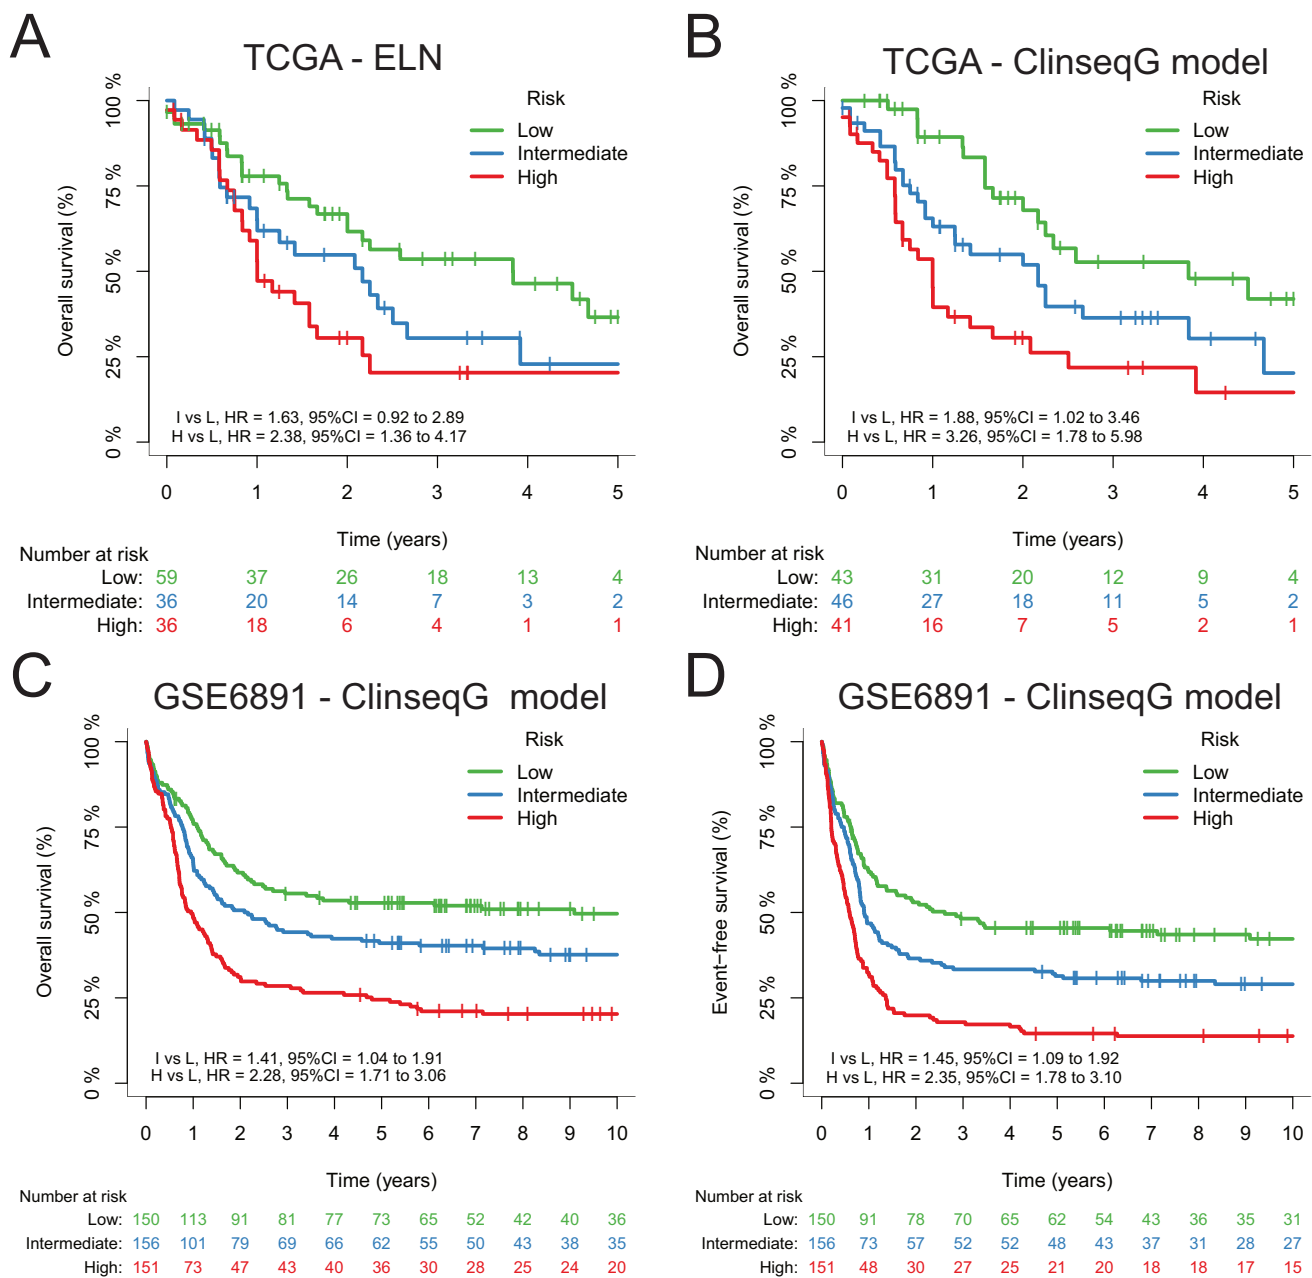 A
TCGA - ELN
Overall survival (%)
100 %
75 %
50 %
25 %
0 %
Risk
Low
Intermediate
High
I vs L, HR = 1.63, 95%CI = 0.92 to 2.89
H vs L, HR = 2.38, 95%CI = 1.36 to 4.17
0 1 2 3 4 5
Time (years)
Number at risk
Low: 59 37 26 18 13 4
Intermediate: 36 20 14 7 3 2
High: 36 18 6 4 1 1
B
TCGA - ClinseqG model
Overall survival (%)
100 %
75 %
50 %
25 %
0 %
Risk
Low
Intermediate
High
I vs L, HR = 1.88, 95%CI = 1.02 to 3.46
H vs L, HR = 3.26, 95%CI = 1.78 to 5.98
0 1 2 3 4 5
Time (years)
Number at risk
Low: 43 31 20 12 9 4
Intermediate: 46 27 18 11 5 2
High: 41 16 7 5 2 1
C
GSE6891 - ClinseqG model
Overall survival (%)
100 %
75 %
50 %
25 %
0 %
Risk
Low
Intermediate
High
I vs L, HR = 1.41, 95%CI = 1.04 to 1.91
H vs L, HR = 2.28, 95%CI = 1.71 to 3.06
0 1 2 3 4 5 6 7 8 9 10
Time (years)
Number at risk
Low: 150 113 91 81 77 73 65 52 42 40 36
Intermediate: 156 101 79 69 66 62 55 50 43 38 35
High: 151 73 47 43 40 36 30 28 25 24 20
D
GSE6891 - ClinseqG model
Event-free survival (%)
100 %
75 %
50 %
25 %
0 %
Risk
Low
Intermediate
High
I vs L, HR = 1.45, 95%CI = 1.09 to 1.92
H vs L, HR = 2.35, 95%CI = 1.78 to 3.10
0 1 2 3 4 5 6 7 8 9 10
Time (years)
Number at risk
Low: 150 91 78 70 65 62 54 43 36 35 31
Intermediate: 156 73 57 52 52 48 43 37 31 28 27
High: 151 48 30 27 25 21 20 18 18 17 15